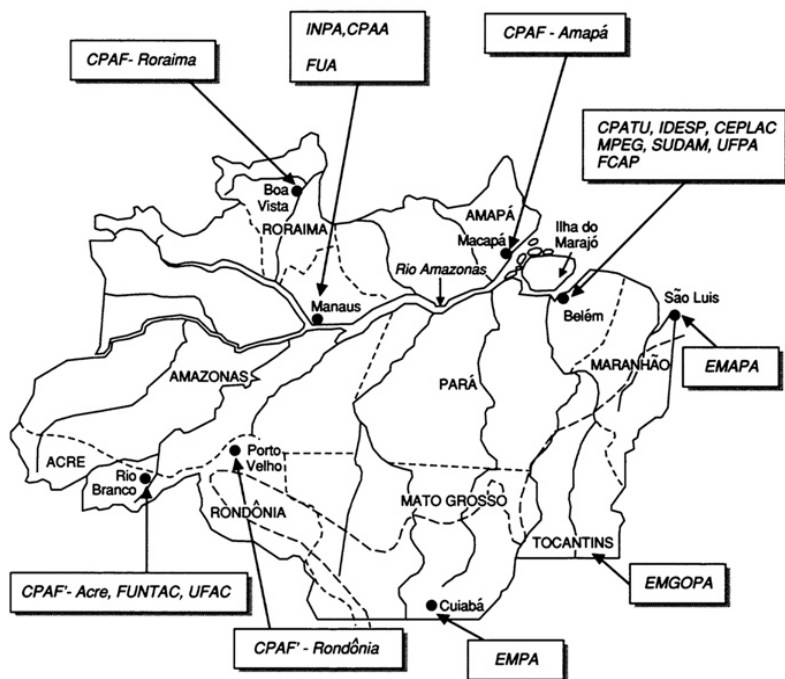 INPA,CPAA
FUA
CPAF - Amapá
CPAF- Roraima
CPATU, IDESP, CEPLAC
MPEG, SUDAM, UFPA
FCAP
Boa
Vista
RORAIMA
AMAPÁ
Macapá
Ilha do
Marajó
Rio Amazonas
Manaus
Belém
São Luis
EMAPA
MARANHÃO
AMAZONAS
PARÁ
ACRE
Rio
Branco
Porto
Velho
RONDÔNIA
MATO GROSSO
TOCANTINS
CPAF'- Acre, FUNTAC, UFAC
EMGOPA
Cuiabá
CPAF' - Rondônia
EMPA